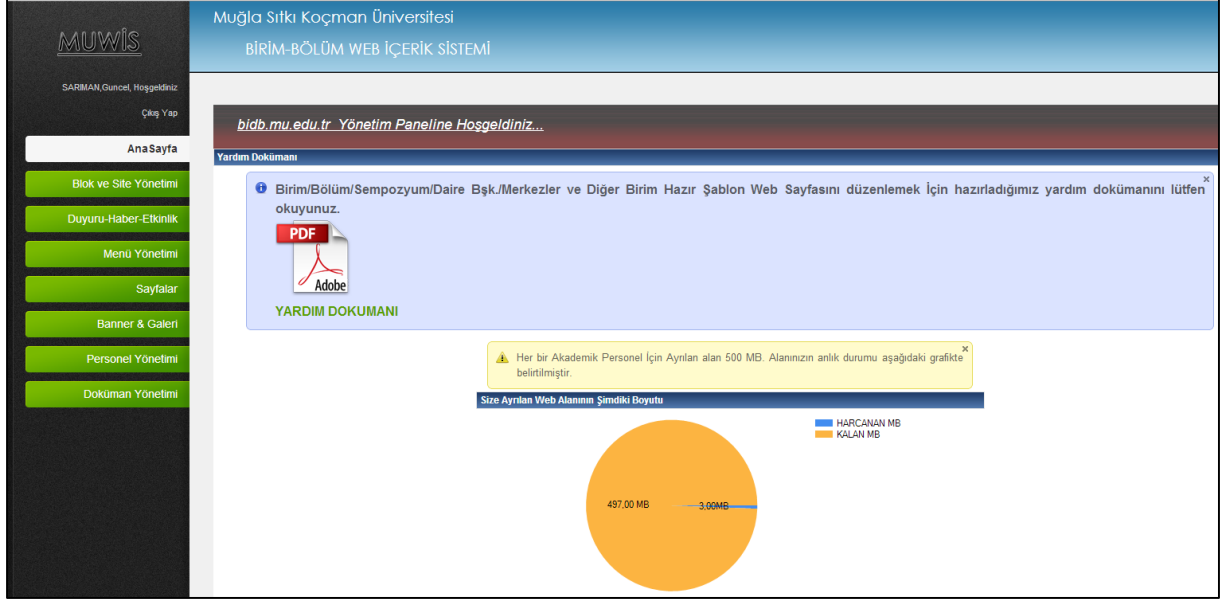 MUWİS
SARIMAN,Guncel, Hoşgeldiniz
Çıkış Yap
AnaSayfa
Blok ve Site Yönetimi
Duyuru-Haber-Etkinlik
Menü Yönetimi
Sayfalar
Banner & Galeri
Personel Yönetimi
Doküman Yönetimi
Muğla Sıtkı Koçman Üniversitesi
BİRİM-BÖLÜM WEB İÇERİK SİSTEMİ
bidb.mu.edu.tr Yönetim Paneline Hoşgeldiniz...
Yardım Dokümanı
Birim/Bölüm/Sempozyum/Daire Bşk./Merkezler ve Diğer Birim Hazır Şablon Web Sayfasını düzenlemek İçin hazırladığımız yardım dokümanını lütfen
okuyunuz.
PDF
Adobe
YARDIM DOKUMANI
Her bir Akademik Personel İçin Ayrılan alan 500 MB. Alanınızın anlık durumu aşağıdaki grafikte
belirtilmiştir.
Size Ayrılan Web Alanının Şimdiki Boyutu
HARCANAN MB
KALAN MB
497,00 MB
3,00MB